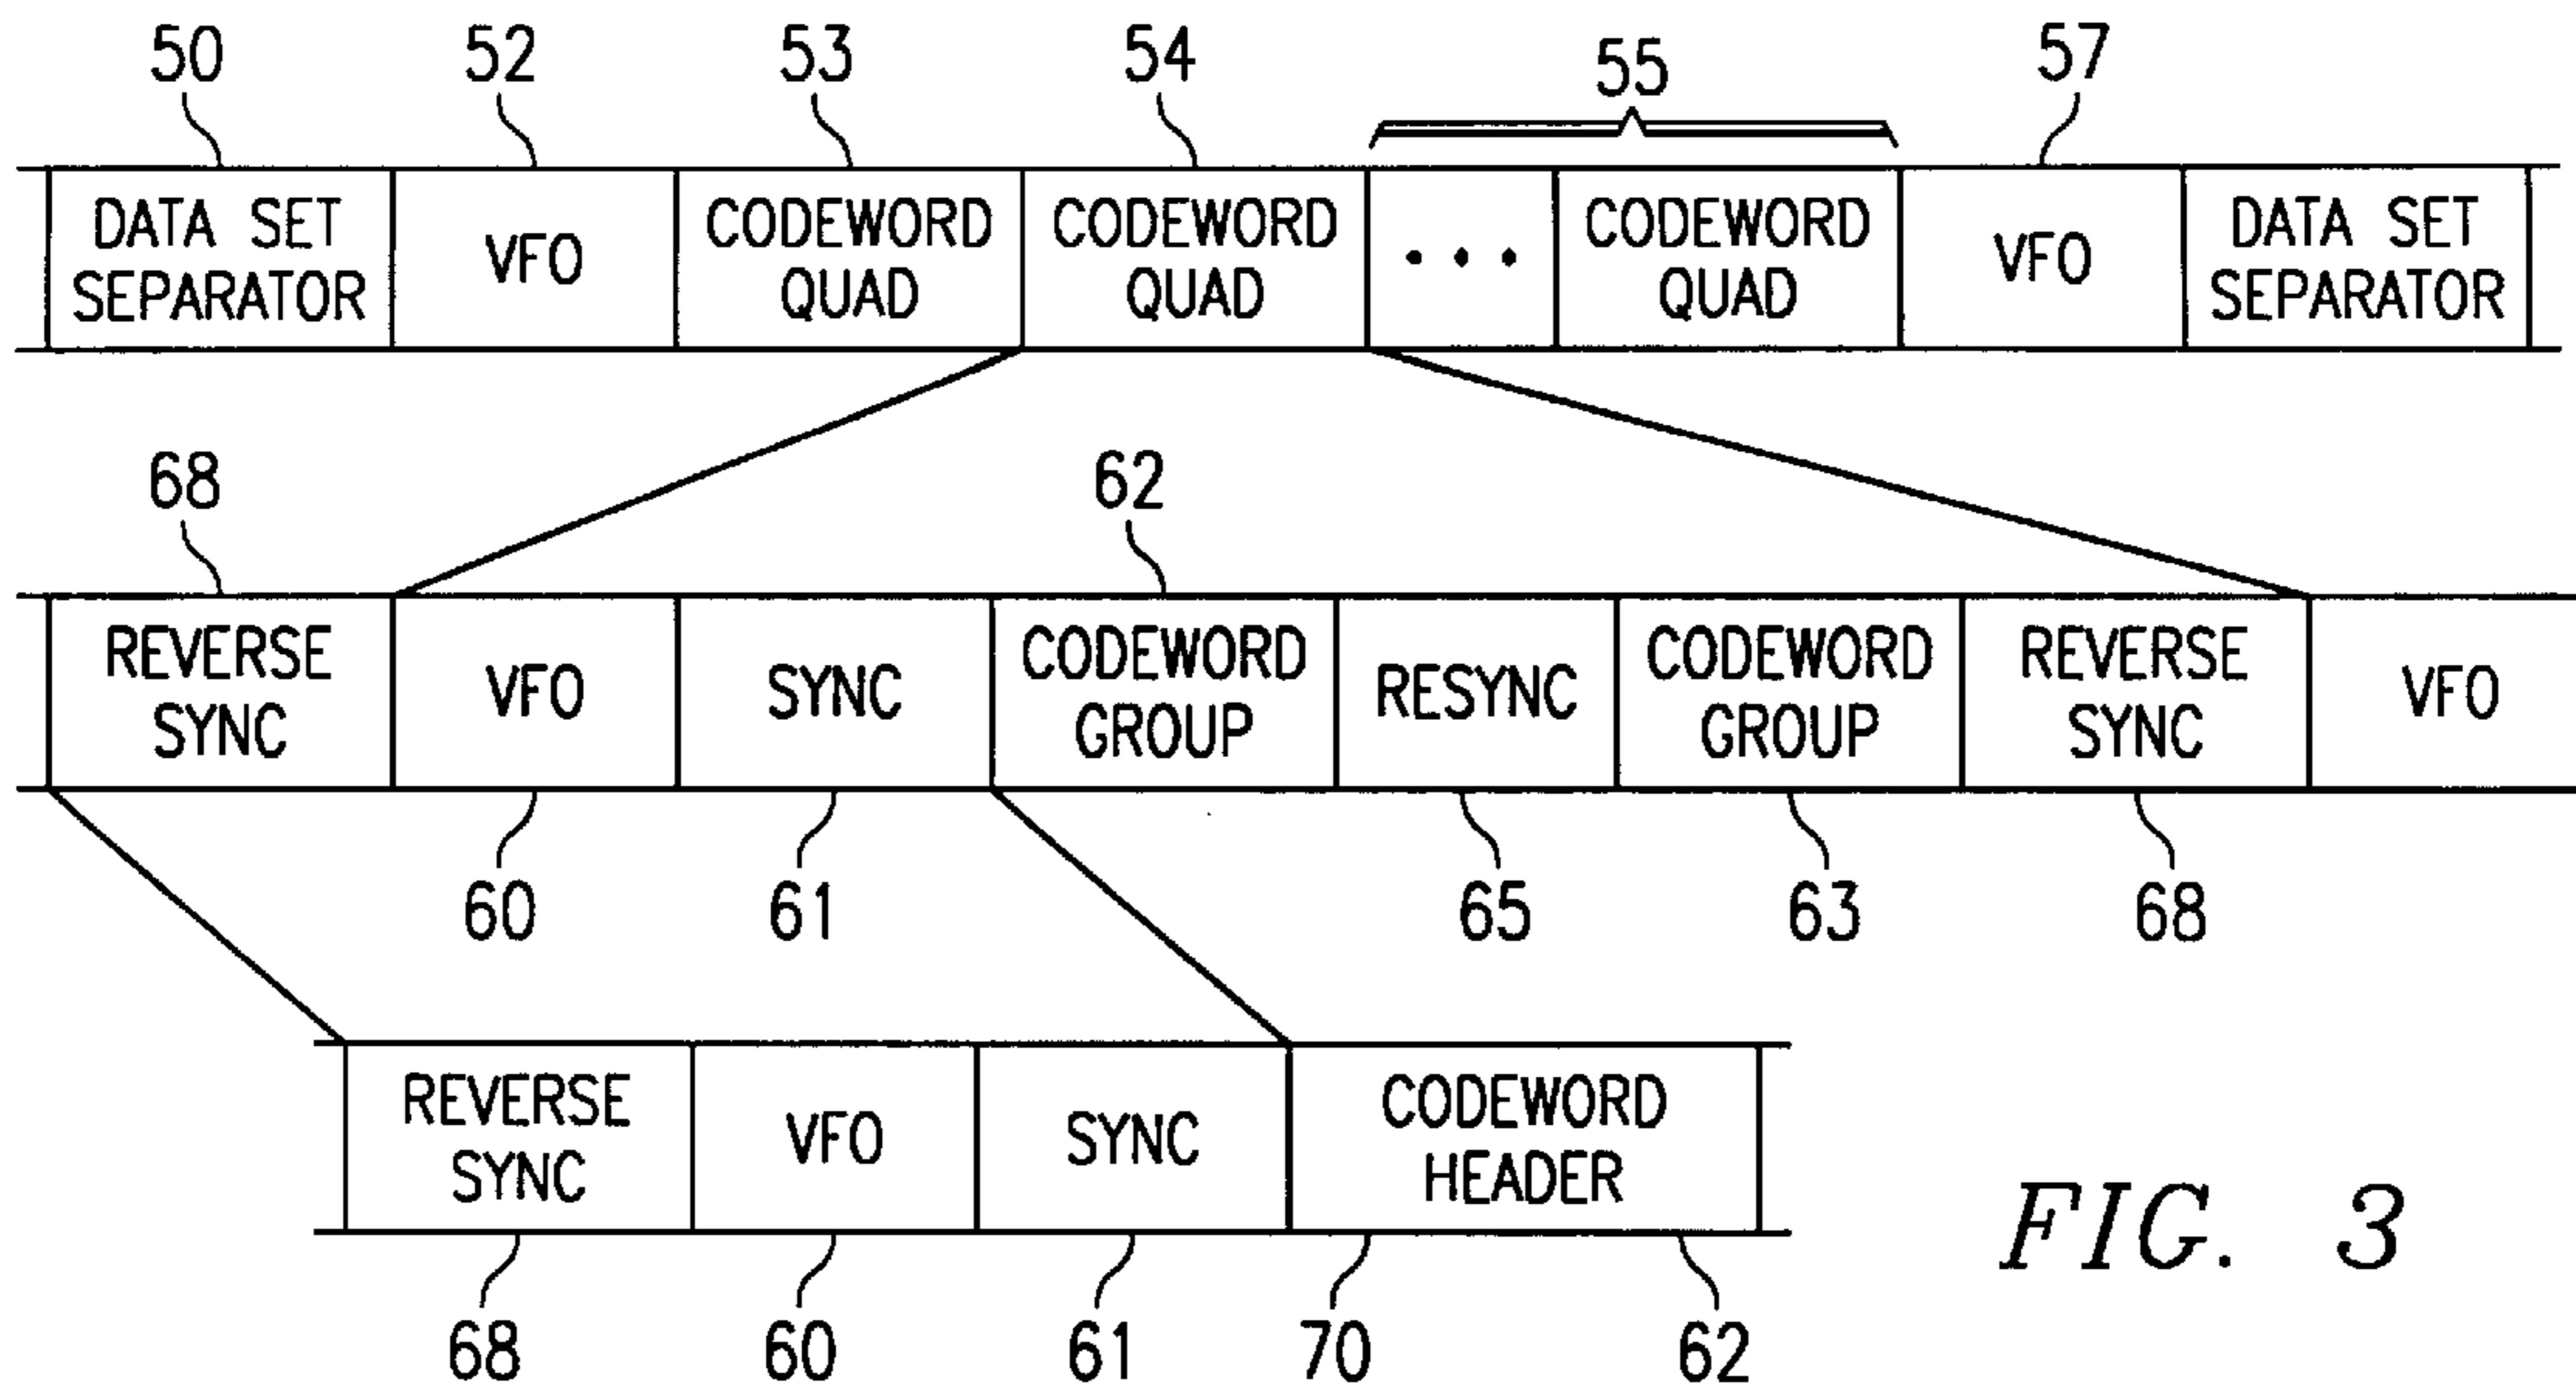 50 52 53 54 55 57
DATA SET SEPARATOR VFO CODEWORD QUAD CODEWORD QUAD • • • CODEWORD QUAD VFO DATA SET SEPARATOR
68 62
REVERSE SYNC VFO SYNC CODEWORD GROUP RESYNC CODEWORD GROUP REVERSE SYNC VFO
60 61 65 63 68
REVERSE SYNC VFO SYNC CODEWORD HEADER
68 60 61 70 62
FIG. 3